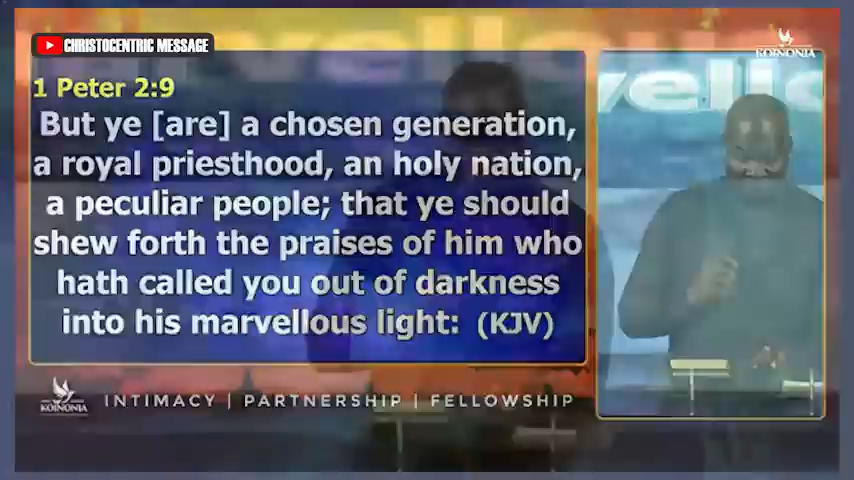 CHRISTOCENTRIC MESSAGE
KOINONIA
vello
1 Peter 2:9
But ye [are] a chosen generation,
a royal priesthood, an holy nation,
a peculiar people; that ye should
shew forth the praises of him who
hath called you out of darkness
into his marvellous light: (KJV)
KOINONIA
INTIMACY | PARTNERSHIP | FELLOWSHIP